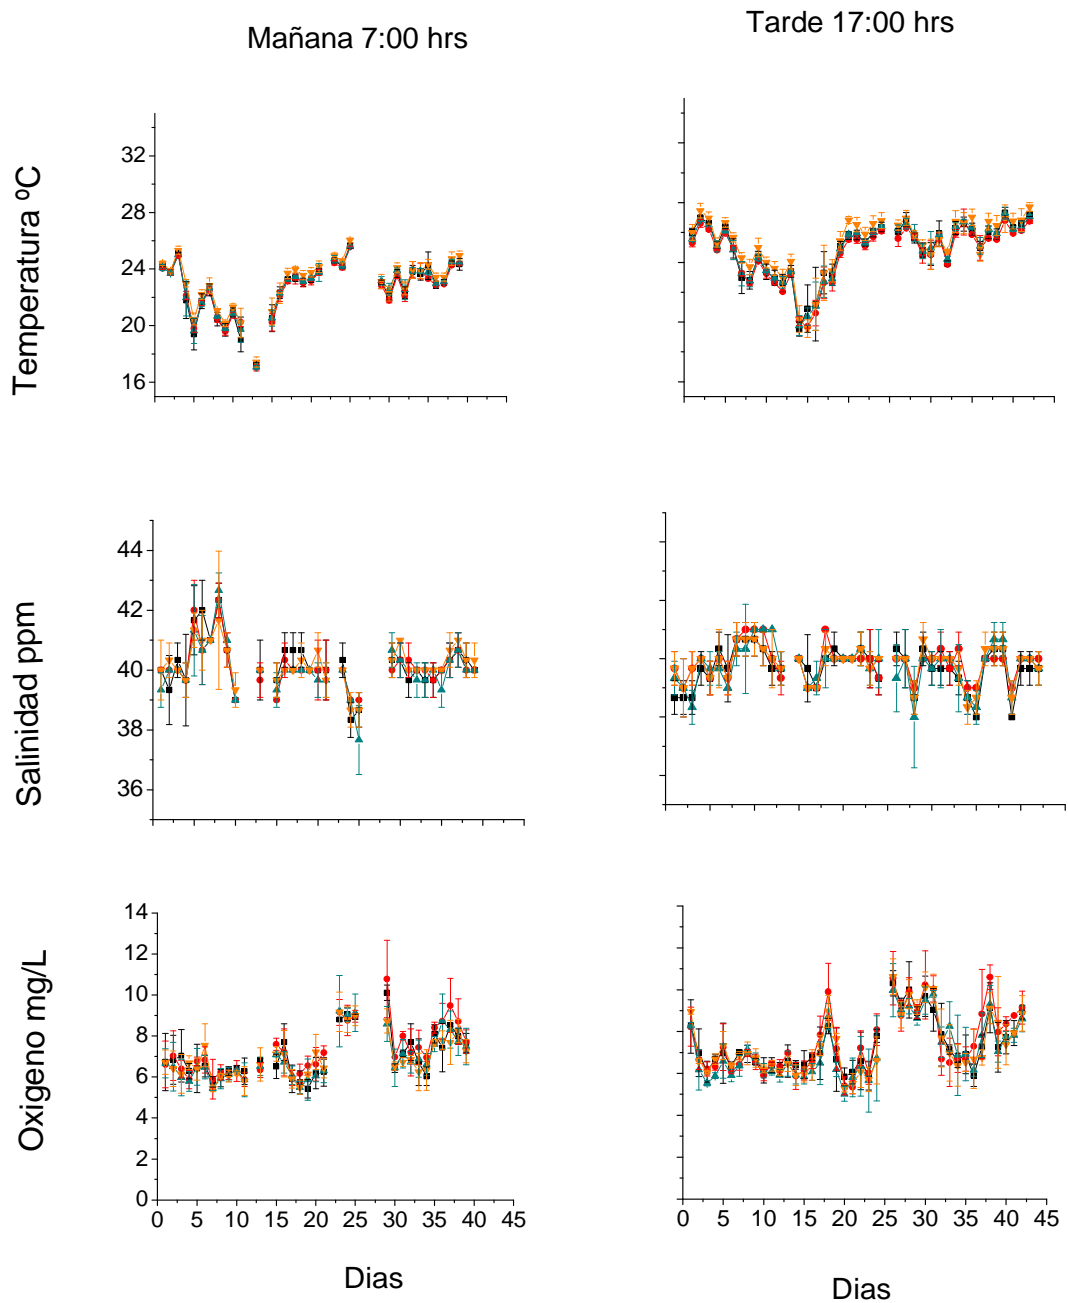 Mañana 7:00 hrs
Tarde 17:00 hrs
Temperatura ºC
32
28
24
20
16
Salinidad ppm
44
42
40
38
36
Oxigeno mg/L
14
12
10
8
6
4
2
0
0 5 10 15 20 25 30 35 40 45
0 5 10 15 20 25 30 35 40 45
Dias
Dias